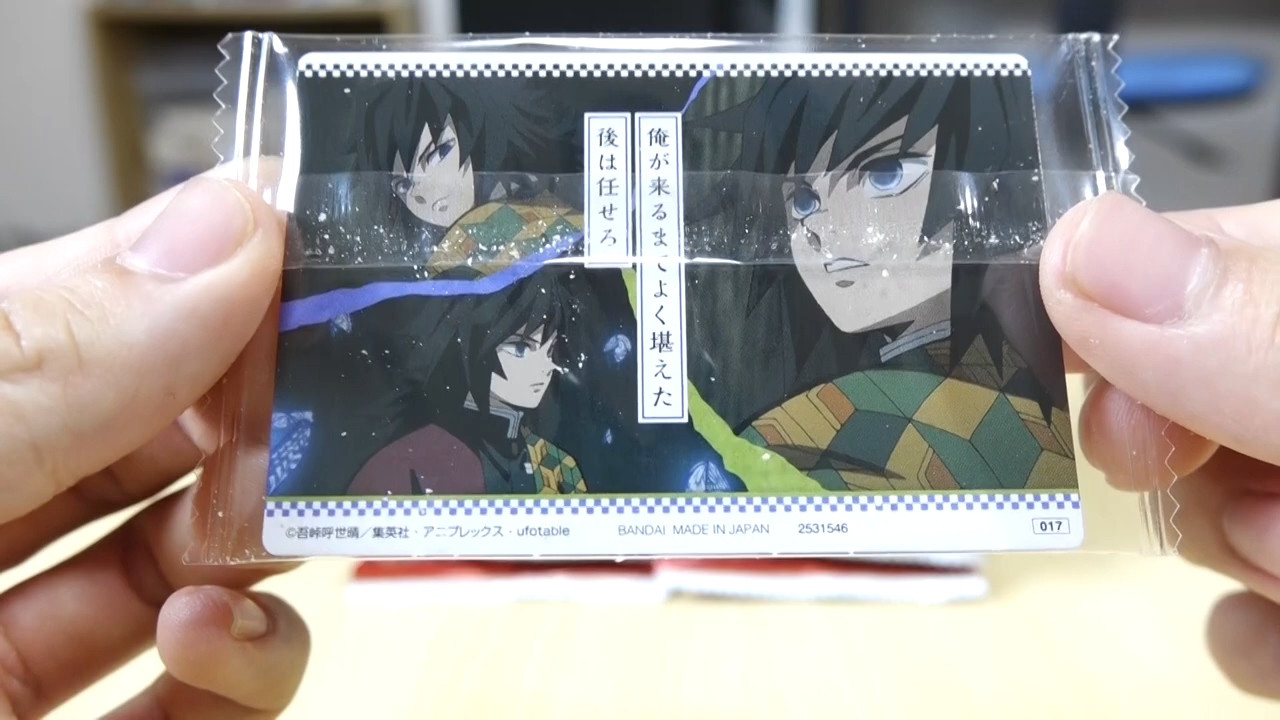 俺が来るまでよく堪えた
後は任せろ
©吾峠呼世晴／集英社・アニプレックス・ufotable
BANDAI MADE IN JAPAN 2531546
017